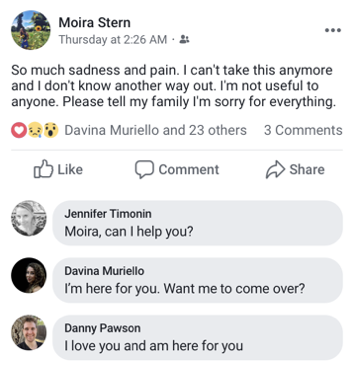 Moira Stern
Thursday at 2:26 AM ·
So much sadness and pain. I can't take this anymore
and I don't know another way out. I'm not useful to
anyone. Please tell my family I'm sorry for everything.
Davina Muriello and 23 others 3 Comments
Like Comment Share
Jennifer Timonin
Moira, can I help you?
Davina Muriello
I'm here for you. Want me to come over?
Danny Pawson
I love you and am here for you